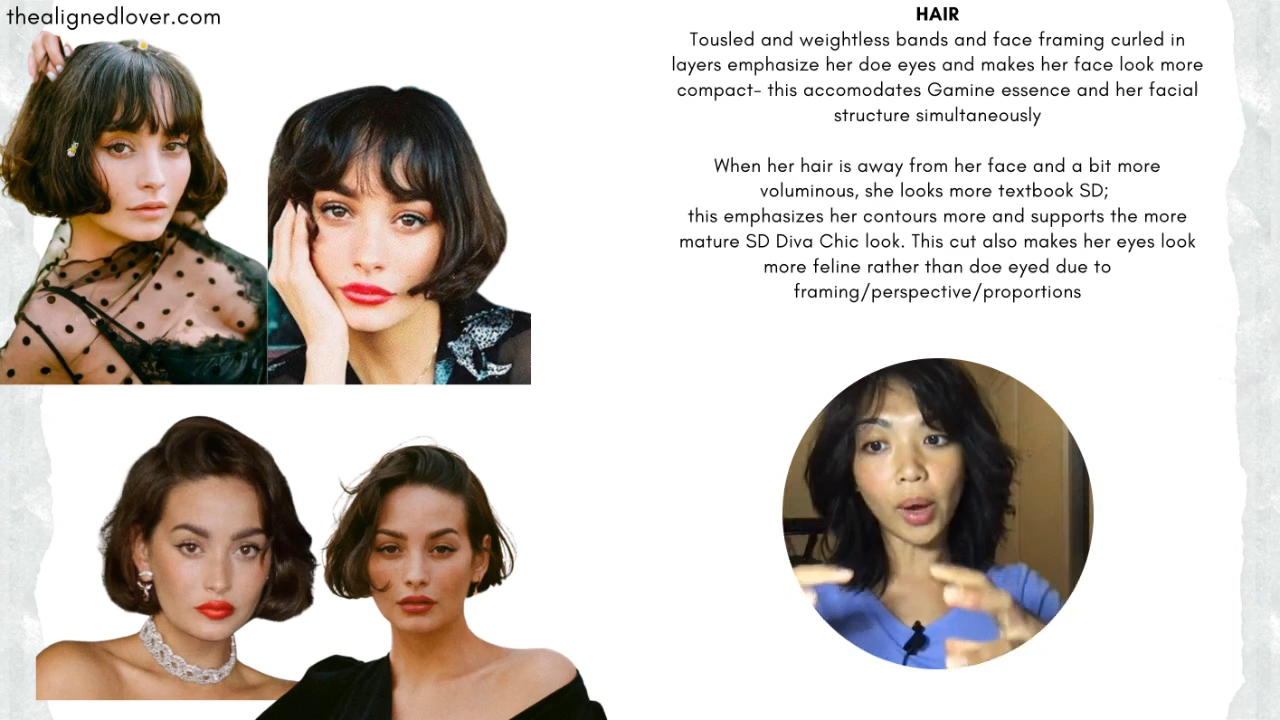 thealignedlover.com
HAIR
Tousled and weightless bands and face framing curled in
layers emphasize her doe eyes and makes her face look more
compact- this accomodates Gamine essence and her facial
structure simultaneously
When her hair is away from her face and a bit more
voluminous, she looks more textbook SD;
this emphasizes her contours more and supports the more
mature SD Diva Chic look. This cut also makes her eyes look
more feline rather than doe eyed due to
framing/perspective/proportions